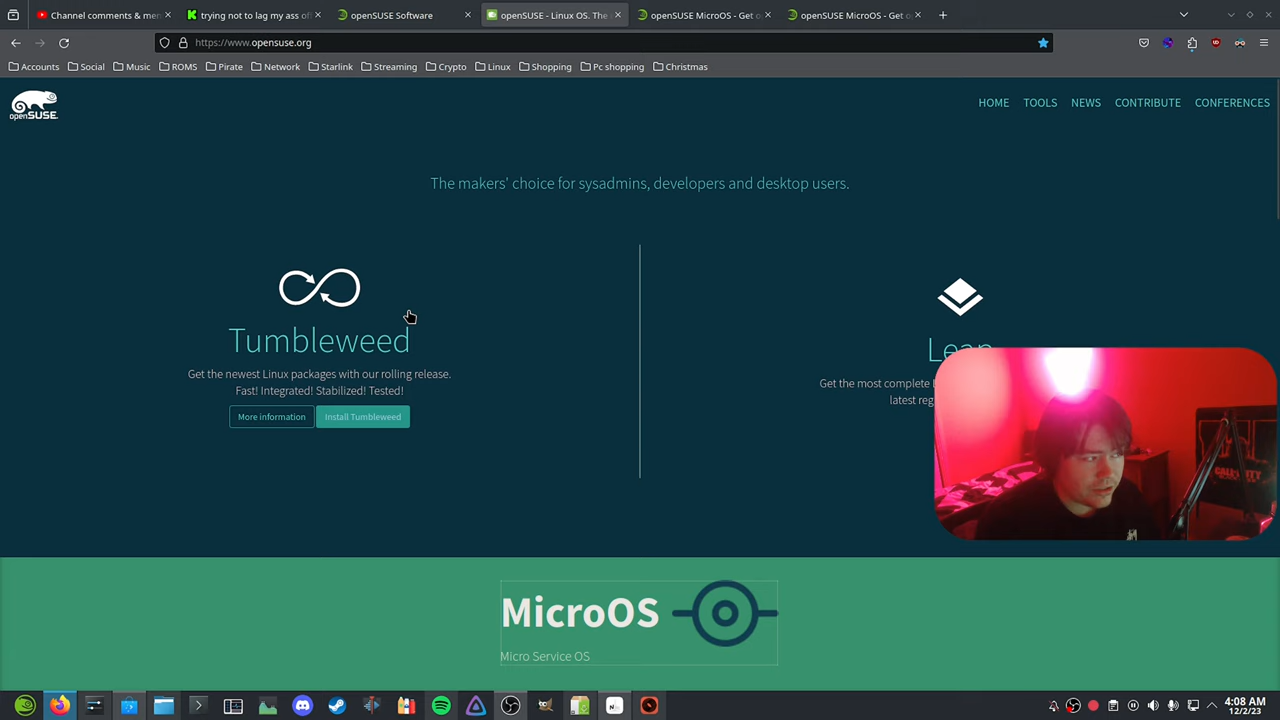 Channel comments & me
trying not to lag my ass of
openSUSE Software
openSUSE - Linux OS. The
openSUSE MicroOS - Get o
openSUSE MicroOS - Get o
https://www.opensuse.org
Accounts
Social
Music
ROMS
Pirate
Network
Starlink
Streaming
Crypto
Linux
Shopping
Pc shopping
Christmas
openSUSE
HOME
TOOLS
NEWS
CONTRIBUTE
CONFERENCES
The makers' choice for sysadmins, developers and desktop users.
Tumbleweed
Get the newest Linux packages with our rolling release.
Fast! Integrated! Stabilized! Tested!
More information
Install Tumbleweed
Leap
Get the most complete
latest reg
MicroOS
Micro Service OS
4:08 AM
12/2/23